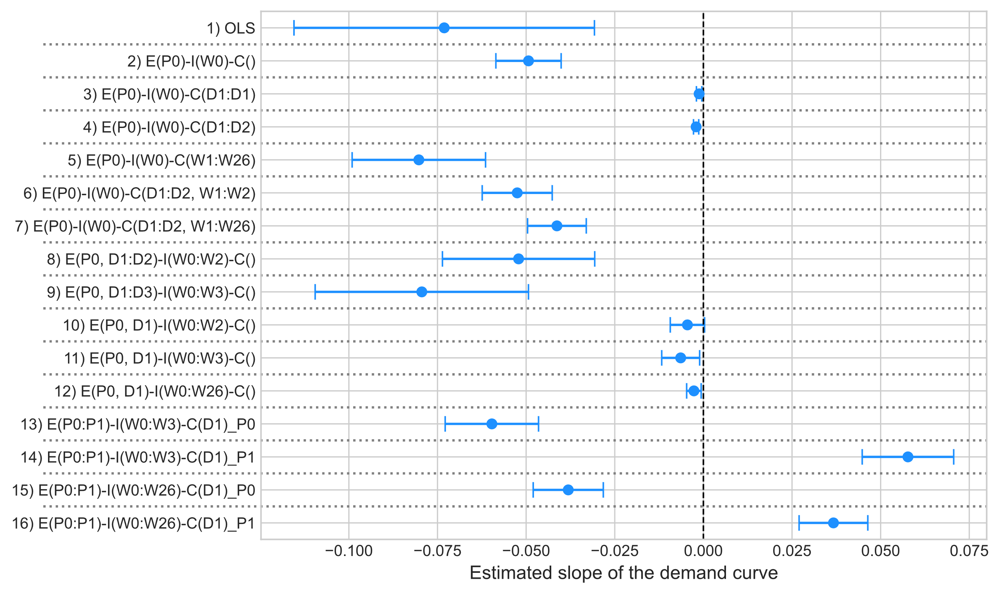 1) OLS
2) E(P0)-I(W0)-C()
3) E(P0)-I(W0)-C(D1:D1)
4) E(P0)-I(W0)-C(D1:D2)
5) E(P0)-I(W0)-C(W1:W26)
6) E(P0)-I(W0)-C(D1:D2, W1:W2)
7) E(P0)-I(W0)-C(D1:D2, W1:W26)
8) E(P0, D1:D2)-I(W0:W2)-C()
9) E(P0, D1:D3)-I(W0:W3)-C()
10) E(P0, D1)-I(W0:W2)-C()
11) E(P0, D1)-I(W0:W3)-C()
12) E(P0, D1)-I(W0:W26)-C()
13) E(P0:P1)-I(W0:W3)-C(D1)_P0
14) E(P0:P1)-I(W0:W3)-C(D1)_P1
15) E(P0:P1)-I(W0:W26)-C(D1)_P0
16) E(P0:P1)-I(W0:W26)-C(D1)_P1
−0.100 −0.075 −0.050 −0.025 0.000 0.025 0.050 0.075
Estimated slope of the demand curve